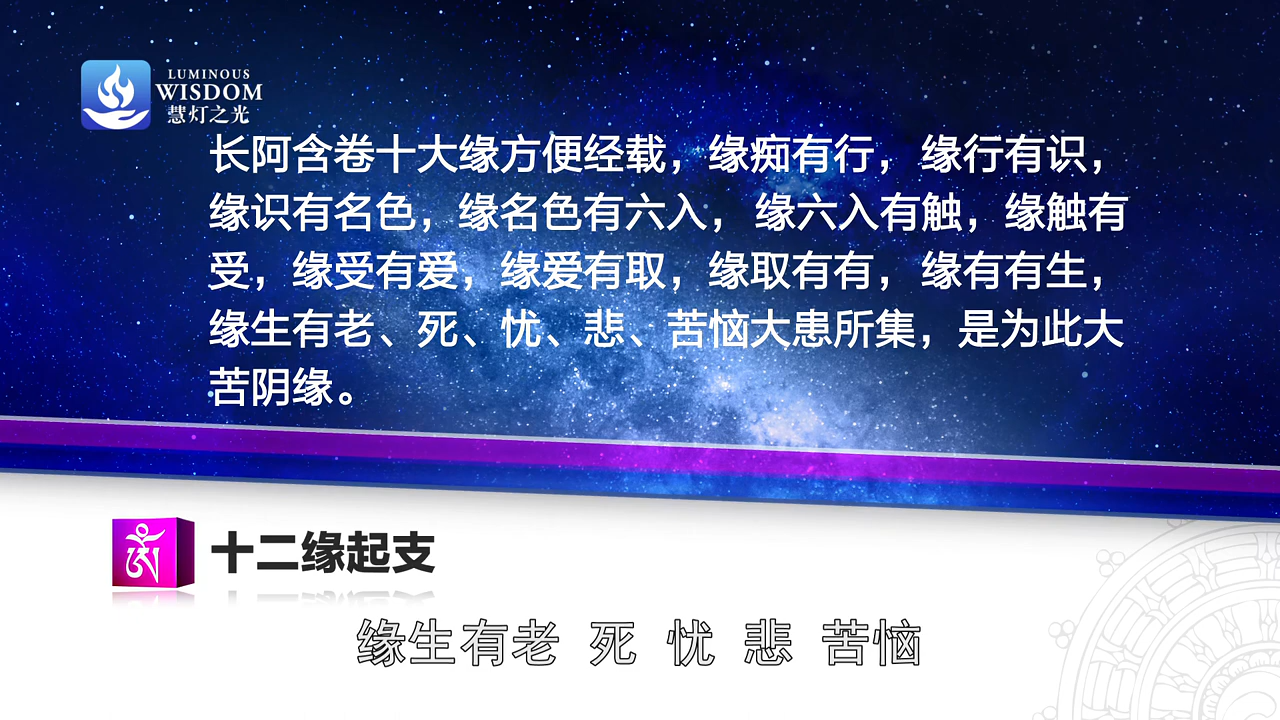 LUMINOUS
WISDOM
慧灯之光
长阿含卷十大缘方便经载，缘痴有行，缘行有识，
缘识有名色，缘名色有六入，缘六入有触，缘触有
受，缘受有爱，缘爱有取，缘取有有，缘有有生，
缘生有老、死、忧、悲、苦恼大患所集，是为此大
苦阴缘。
ༀ
十二缘起支
缘生有老 死 忧 悲 苦恼